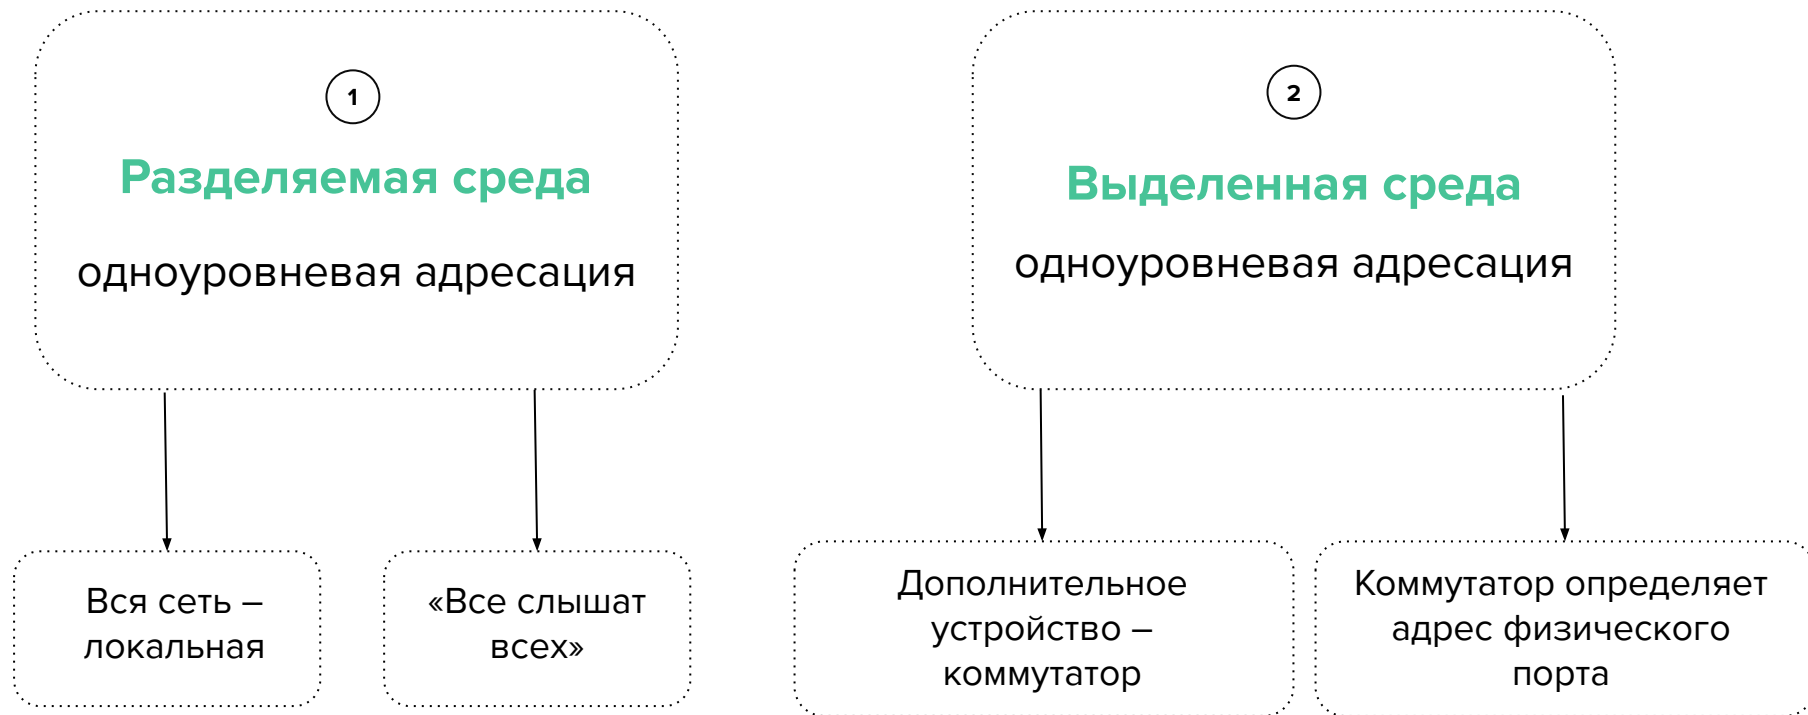 1
Разделяемая среда
одноуровневая адресация
Вся сеть –
локальная
«Все слышат
всех»
2
Выделенная среда
одноуровневая адресация
Дополнительное
устройство –
коммутатор
Коммутатор определяет
адрес физического
порта